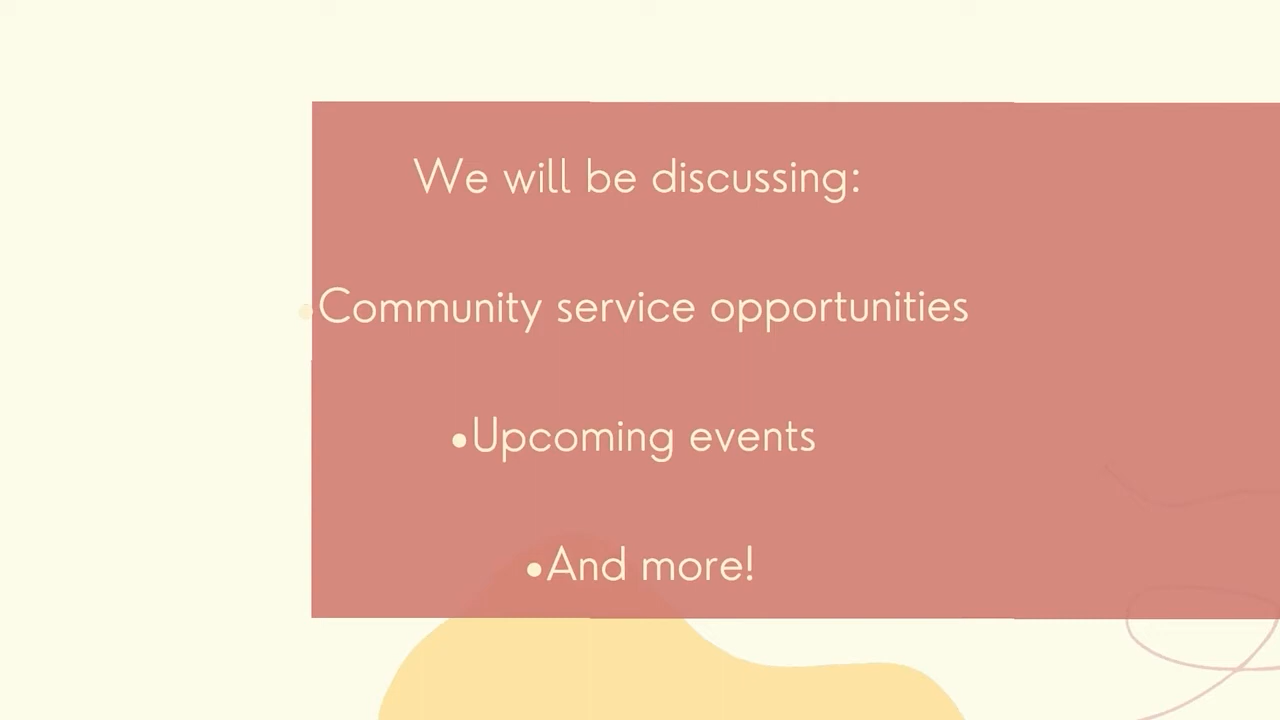 We will be discussing:
•Community service opportunities
•Upcoming events
•And more!